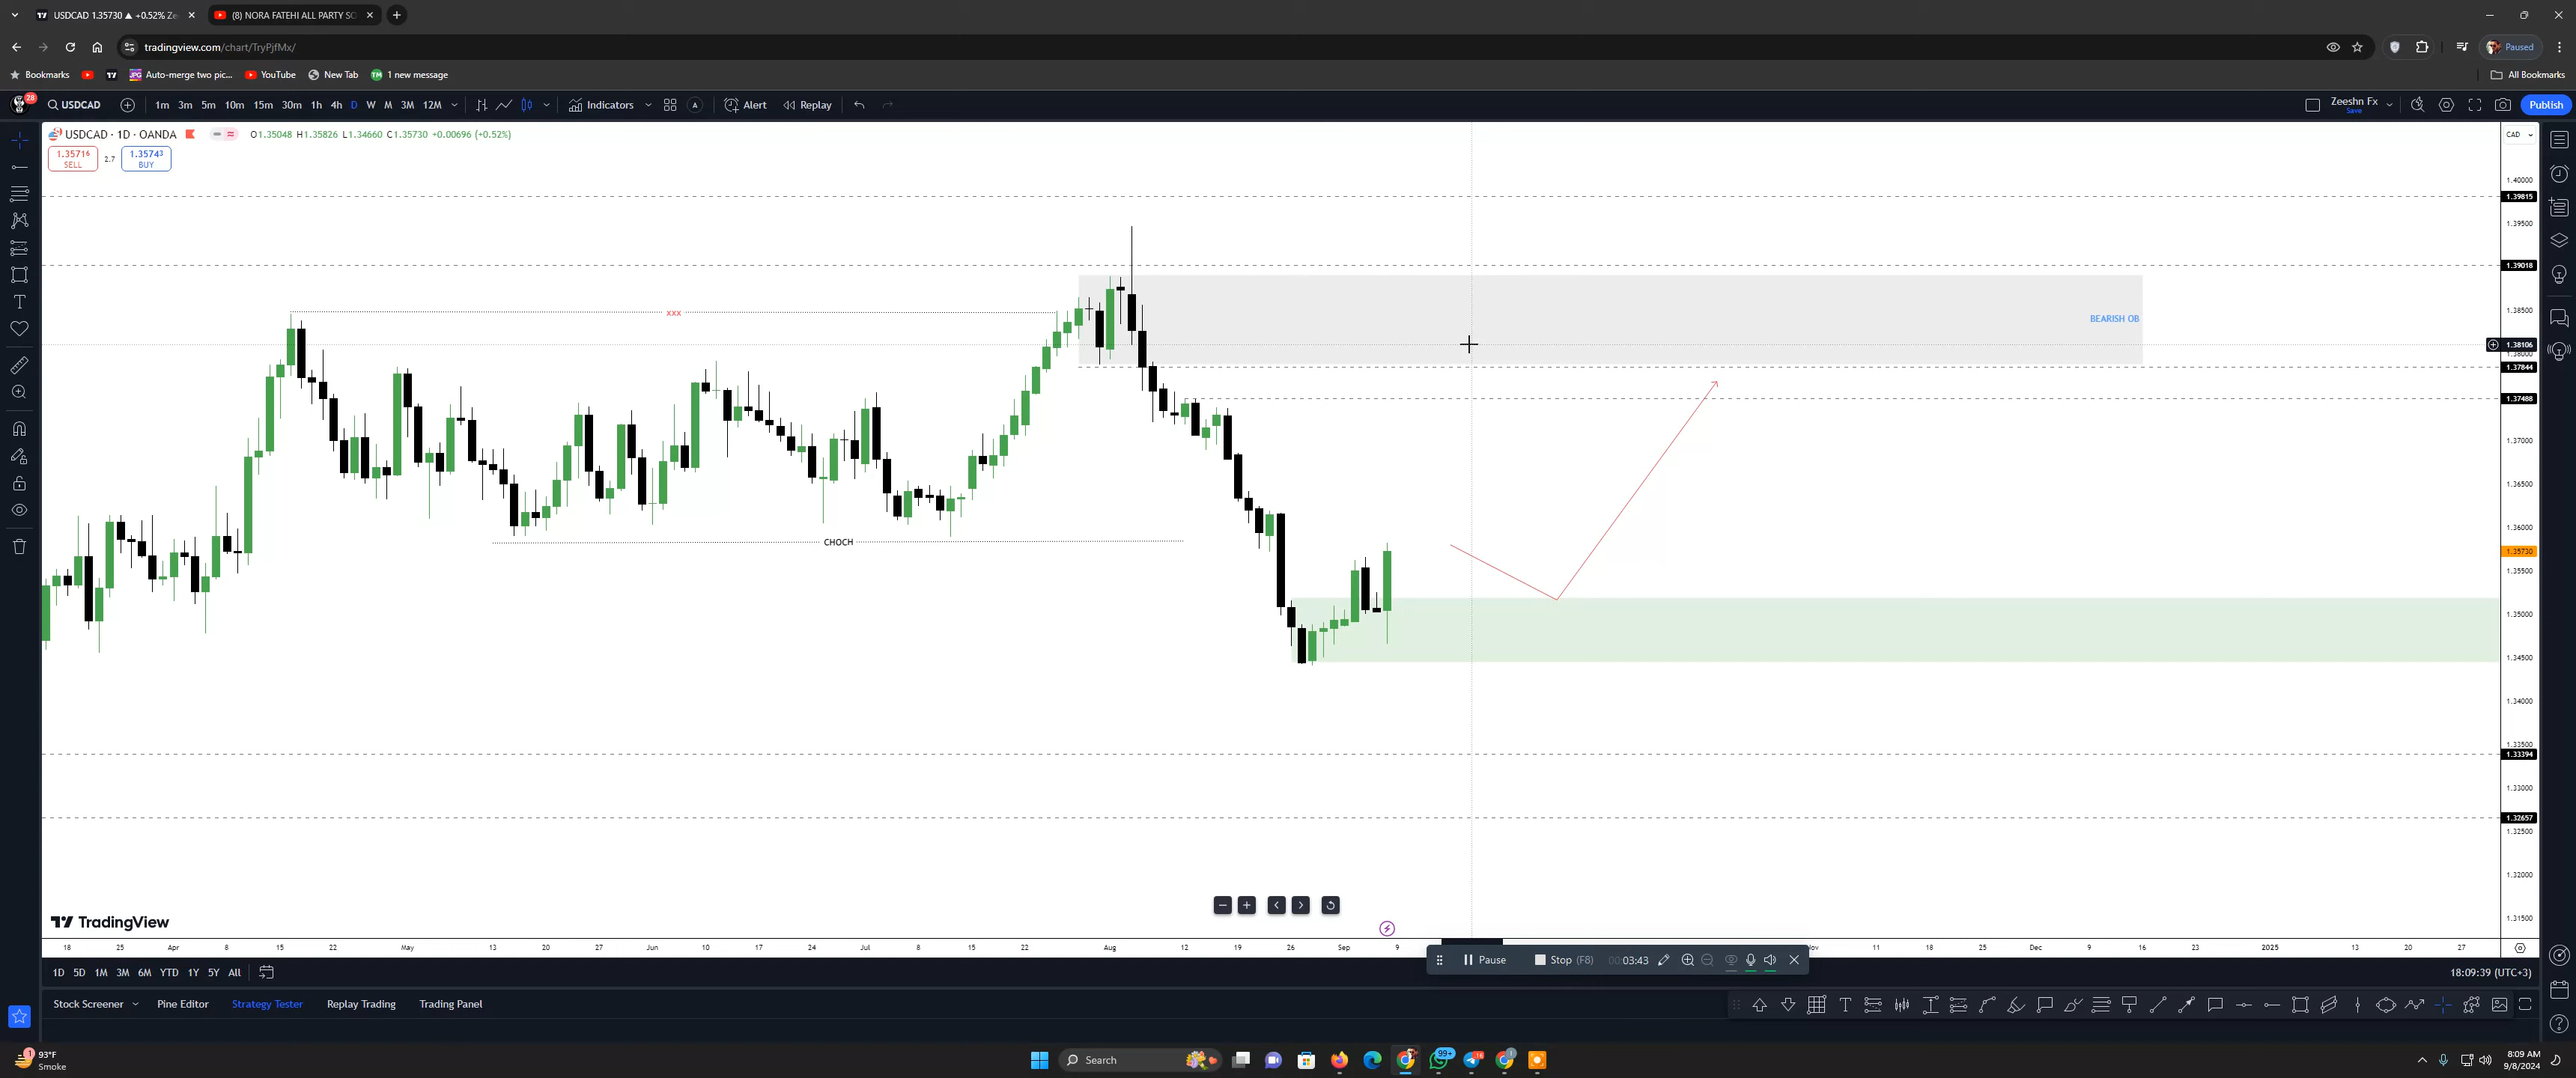 USDCAD 1.35730 ▲ +0.52% Ze
(8) NORA FATEHI ALL PARTY SO
tradingview.com/chart/TryPjfMx/
Paused
Bookmarks
Auto-merge two pic...
YouTube
New Tab
1 new message
All Bookmarks
28
USDCAD
1m 3m 5m 10m 15m 30m 1h 4h D W M 3M 12M
Indicators
Alert
Replay
Zeeshn Fx
Save
Publish
USDCAD · 1D · OANDA
O1.35048 H1.35826 L1.34660 C1.35730 +0.00696 (+0.52%)
CAD
1.35716
SELL
2.7
1.35743
BUY
1.40000
1.39815
1.39500
1.39018
xxx
BEARISH OB
1.38500
1.38106
1.38000
1.37844
1.37488
1.37000
1.36500
1.36000
CHOCH
1.35730
1.35500
1.35000
1.34500
1.34000
1.33500
1.33394
1.33000
1.32657
1.32500
1.32000
1.31500
TradingView
18 25 Apr 8 15 22 May 13 20 27 Jun 10 17 24 Jul 8 15 22 Aug 12 19 26 Sep 9 11 18 25 Dec 9 16 23 2025 13 20 27
Pause
Stop (F8)
00:03:43
1D 5D 1M 3M 6M YTD 1Y 5Y All
18:09:39 (UTC+3)
Stock Screener
Pine Editor
Strategy Tester
Replay Trading
Trading Panel
1
93°F
Smoke
Search
99+
8:09 AM
9/8/2024